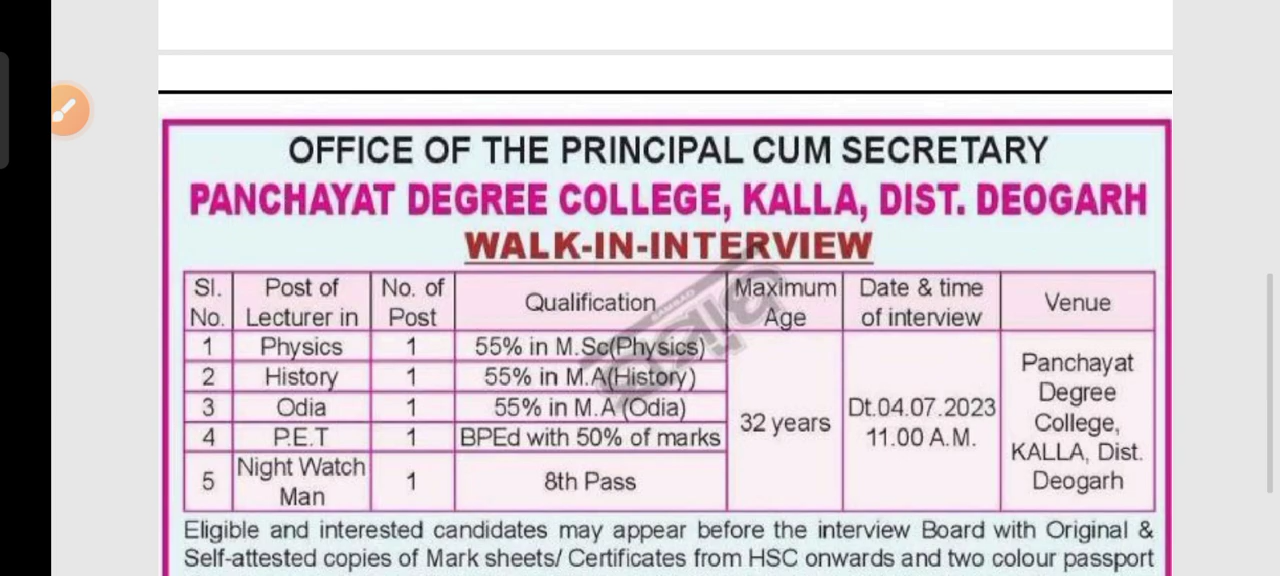 OFFICE OF THE PRINCIPAL CUM SECRETARY
PANCHAYAT DEGREE COLLEGE, KALLA, DIST. DEOGARH
WALK-IN-INTERVIEW
Sl. No. Post of Lecturer in No. of Post Qualification Maximum Age Date & time of interview Venue
1 Physics 1 55% in M.Sc(Physics)
2 History 1 55% in M.A(History)
3 Odia 1 55% in M.A (Odia)
4 P.E.T 1 BPEd with 50% of marks
5 Night Watch Man 1 8th Pass
32 years
Dt.04.07.2023
11.00 A.M.
Panchayat
Degree
College,
KALLA, Dist.
Deogarh
Eligible and interested candidates may appear before the interview Board with Original &
Self-attested copies of Mark sheets/ Certificates from HSC onwards and two colour passport